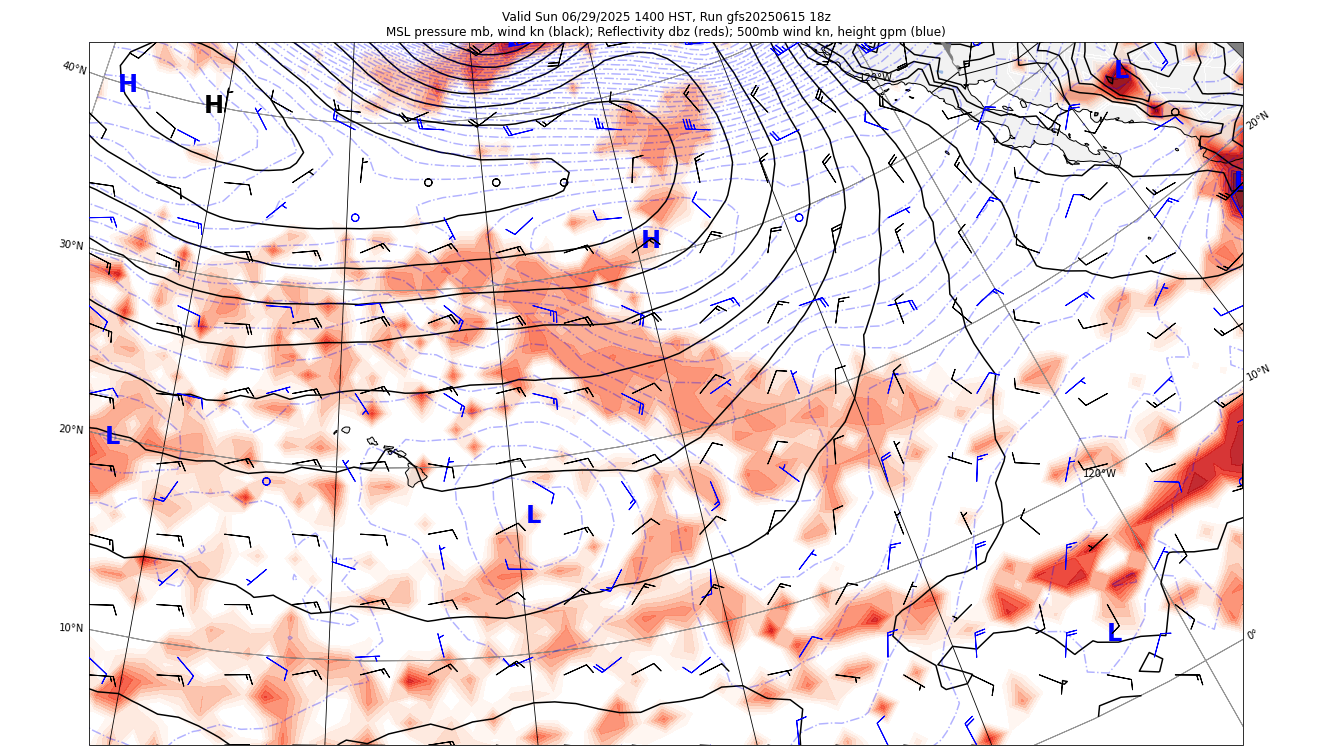 Valid Sun 06/29/2025 1400 HST, Run gfs20250615 18z
MSL pressure mb, wind kn (black); Reflectivity dbz (reds); 500mb wind kn, height gpm (blue)
40°N
H
H
120°W
L
20°N
L
30°N
H
10°N
20°N
L
120°W
L
10°N
L
0°